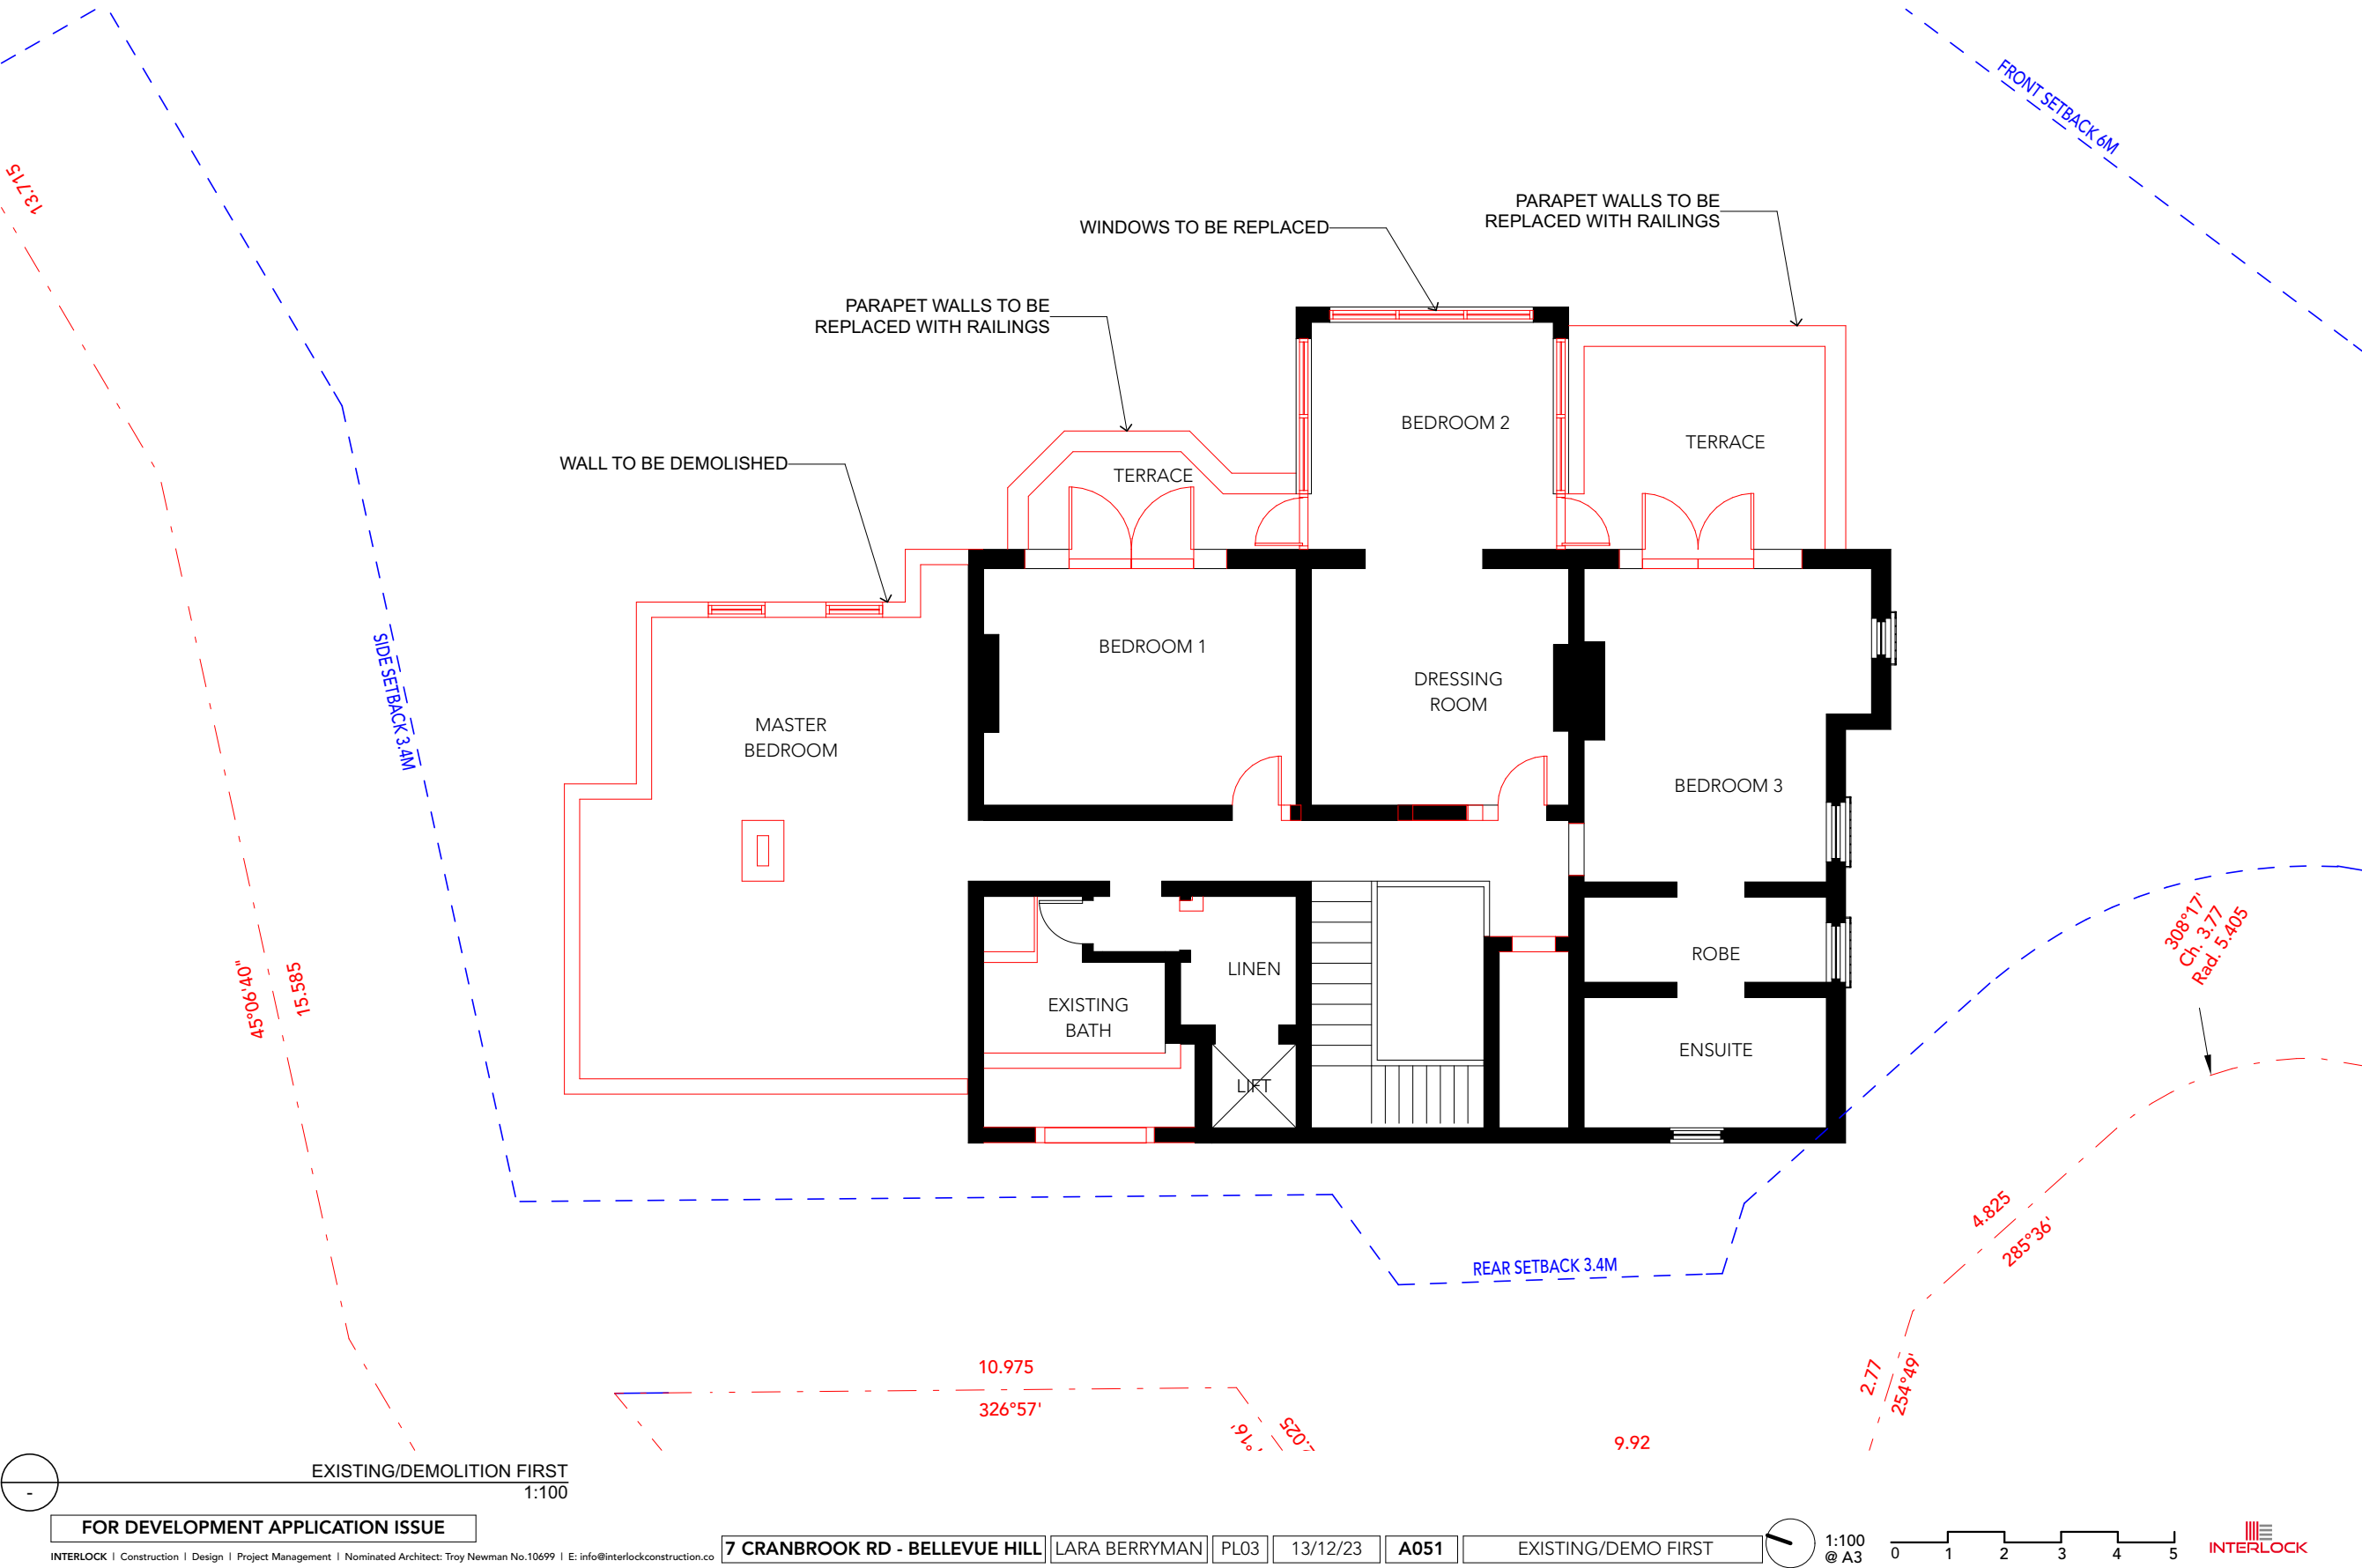 FRONT SETBACK 6M
13.715
PARAPET WALLS TO BE
REPLACED WITH RAILINGS
WINDOWS TO BE REPLACED
PARAPET WALLS TO BE
REPLACED WITH RAILINGS
BEDROOM 2
TERRACE
WALL TO BE DEMOLISHED
TERRACE
SIDE SETBACK 3.4M
BEDROOM 1
DRESSING
ROOM
MASTER
BEDROOM
BEDROOM 3
308°17'
Ch. 3.77
Rad. 5.405
45°06'40"
15.585
LINEN
ROBE
EXISTING
BATH
ENSUITE
LIFT
4.825
285°36'
REAR SETBACK 3.4M
10.975
326°57'
2.77
254°49'
9.92
EXISTING/DEMOLITION FIRST
-
1:100
FOR DEVELOPMENT APPLICATION ISSUE
INTERLOCK | Construction | Design | Project Management | Nominated Architect: Troy Newman No.10699 | E: info@interlockconstruction.co
7 CRANBROOK RD - BELLEVUE HILL
LARA BERRYMAN
PL03
13/12/23
A051
EXISTING/DEMO FIRST
1:100
@ A3
0 1 2 3 4 5
INTERLOCK